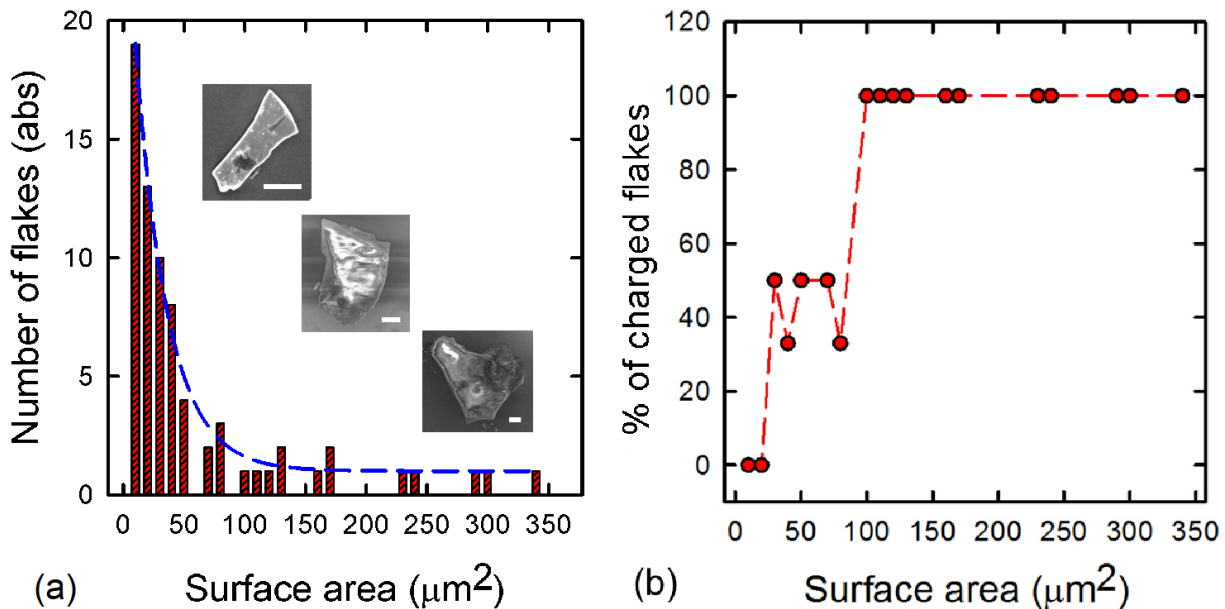 20
15
10
5
0
Number of flakes (abs)
0 50 100 150 200 250 300 350
(a) Surface area (μm²)
120
100
80
60
40
20
0
% of charged flakes
0 50 100 150 200 250 300 350
(b) Surface area (μm²)